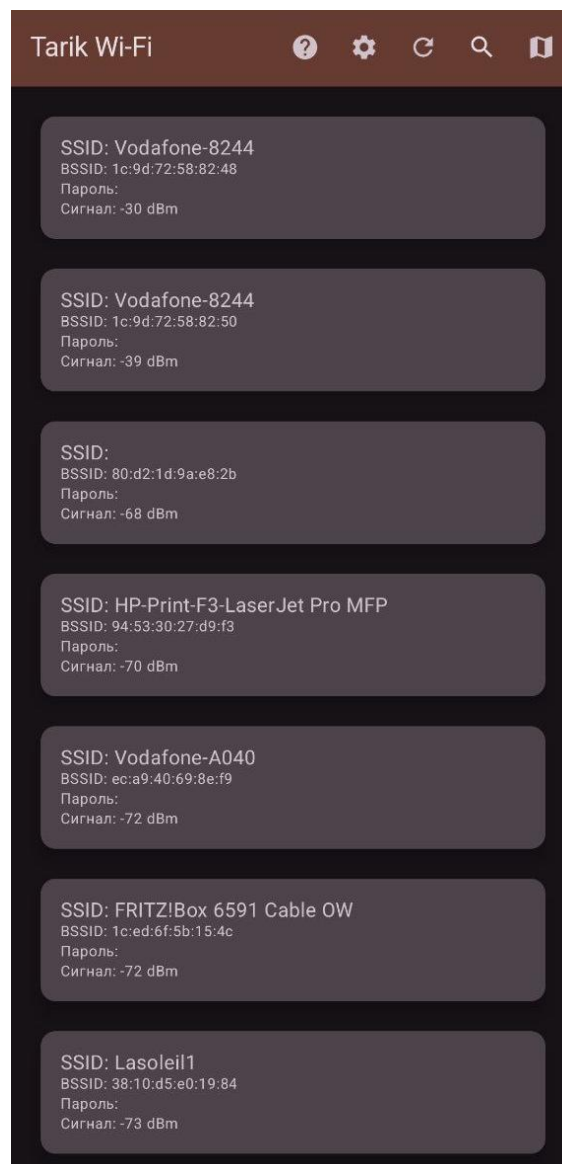 Tarik Wi-Fi
SSID: Vodafone-8244
BSSID: 1c:9d:72:58:82:48
Пароль:
Сигнал: -30 dBm
SSID: Vodafone-8244
BSSID: 1c:9d:72:58:82:50
Пароль:
Сигнал: -39 dBm
SSID:
BSSID: 80:d2:1d:9a:e8:2b
Пароль:
Сигнал: -68 dBm
SSID: HP-Print-F3-LaserJet Pro MFP
BSSID: 94:53:30:27:d9:f3
Пароль:
Сигнал: -70 dBm
SSID: Vodafone-A040
BSSID: ec:a9:40:69:8e:f9
Пароль:
Сигнал: -72 dBm
SSID: FRITZ!Box 6591 Cable OW
BSSID: 1c:ed:6f:5b:15:4c
Пароль:
Сигнал: -72 dBm
SSID: Lasoleil1
BSSID: 38:10:d5:e0:19:84
Пароль:
Сигнал: -73 dBm